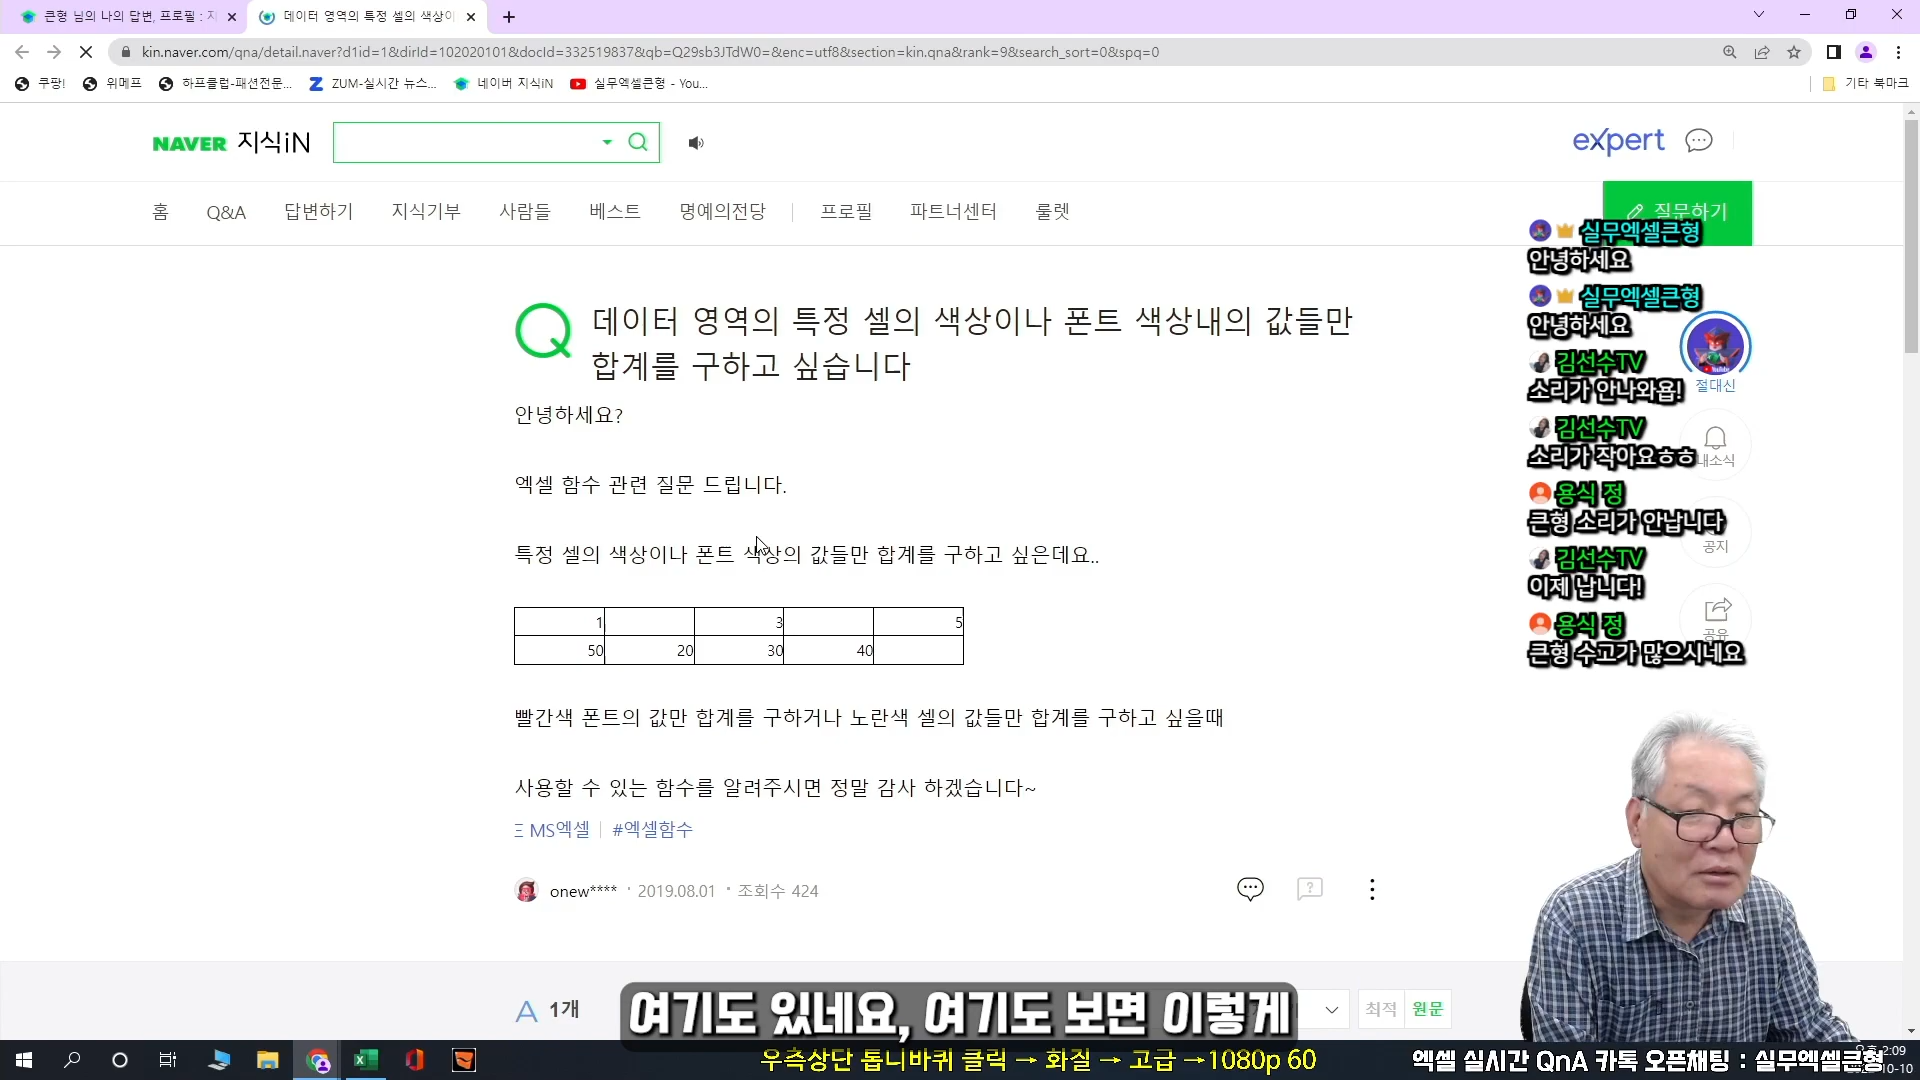 큰형 님의 나의 답변, 프로필 : 지
데이터 영역의 특정 셀의 색상이
kin.naver.com/qna/detail.naver?d1id=1&dirId=102020101&docId=332519837&qb=Q29sb3JTdW0=&enc=utf8&section=kin.qna&rank=9&search_sort=0&spq=0
쿠팡! 위메프 하프클럽-패션전문... ZUM-실시간 뉴스... 네이버 지식iN 실무엑셀큰형 - You... 기타 북마크
NAVER 지식iN
expert
홈 Q&A 답변하기 지식기부 사람들 베스트 명예의전당 프로필 파트너센터 룰렛
질문하기
Q 데이터 영역의 특정 셀의 색상이나 폰트 색상내의 값들만
합계를 구하고 싶습니다
안녕하세요?
엑셀 함수 관련 질문 드립니다.
특정 셀의 색상이나 폰트 색상의 값들만 합계를 구하고 싶은데요..
1 3 5
50 20 30 40
빨간색 폰트의 값만 합계를 구하거나 노란색 셀의 값들만 합계를 구하고 싶을때
사용할 수 있는 함수를 알려주시면 정말 감사 하겠습니다~
MS엑셀 #엑셀함수
onew**** 2019.08.01 조회수 424
A 1개
최적 원문
실무엑셀큰형
안녕하세요
실무엑셀큰형
안녕하세요
김선수TV
소리가 안나와욥!
김선수TV
소리가 작아요ㅎㅎ
용식 정
큰형 소리가 안납니다
김선수TV
이제 납니다!
용식 정
큰형 수고가 많으시네요
YouTube
절대신
내소식
공지
공유
여기도 있네요, 여기도 보면 이렇게
우측상단 톱니바퀴 클릭 → 화질 → 고급 →1080p 60
엑셀 실시간 QnA 카톡 오픈채팅 : 실무엑셀큰형
2:09
10-10